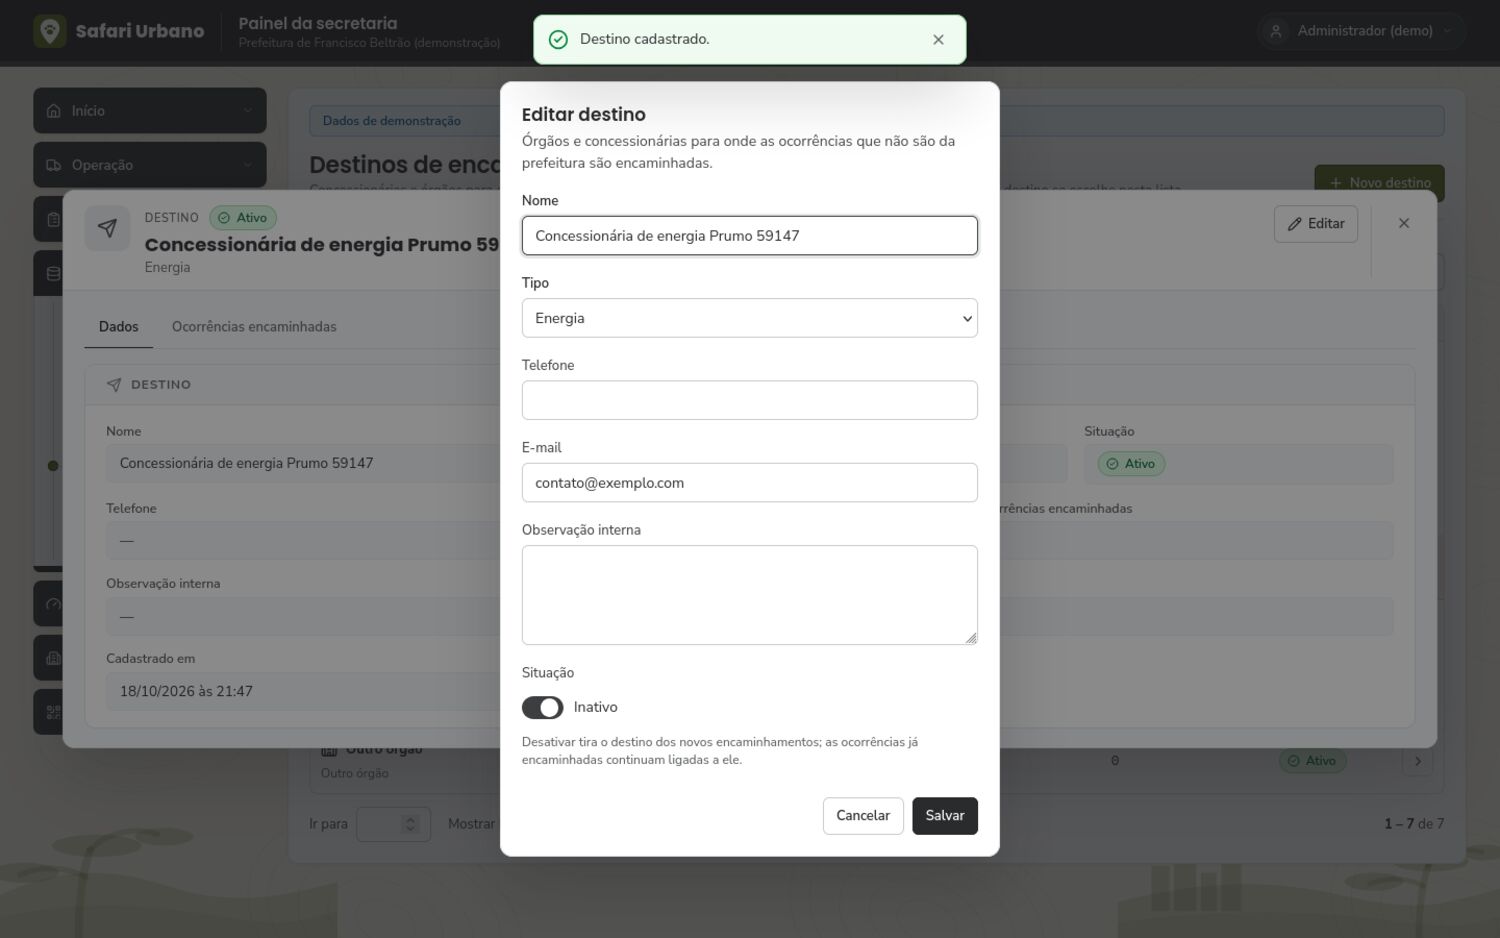 Safari Urbano
Painel da secretaria
Prefeitura de Francisco Beltrão (demonstração)
Destino cadastrado.
Administrador (demo)
Início
Operação
Dados de demonstração
Destinos de enc
Novo destino
DESTINO
Ativo
Concessionária de energia Prumo 59
Energia
Editar
Dados
Ocorrências encaminhadas
DESTINO
Nome
Concessionária de energia Prumo 59147
Situação
Ativo
Telefone
—
rências encaminhadas
Observação interna
—
Cadastrado em
18/10/2026 às 21:47
Outro órgão
Outro órgão
0
Ativo
Ir para
Mostrar
1 – 7 de 7
Editar destino
Órgãos e concessionárias para onde as ocorrências que não são da
prefeitura são encaminhadas.
Nome
Concessionária de energia Prumo 59147
Tipo
Energia
Telefone
E-mail
contato@exemplo.com
Observação interna
Situação
Inativo
Desativar tira o destino dos novos encaminhamentos; as ocorrências já
encaminhadas continuam ligadas a ele.
Cancelar
Salvar